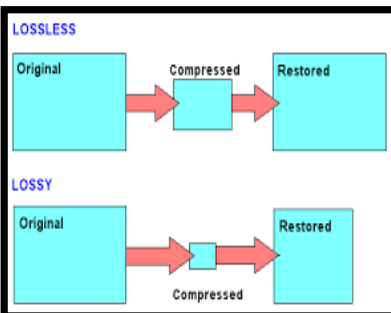 LOSSLESS
Original
Compressed
Restored
LOSSY
Original
Restored
Compressed